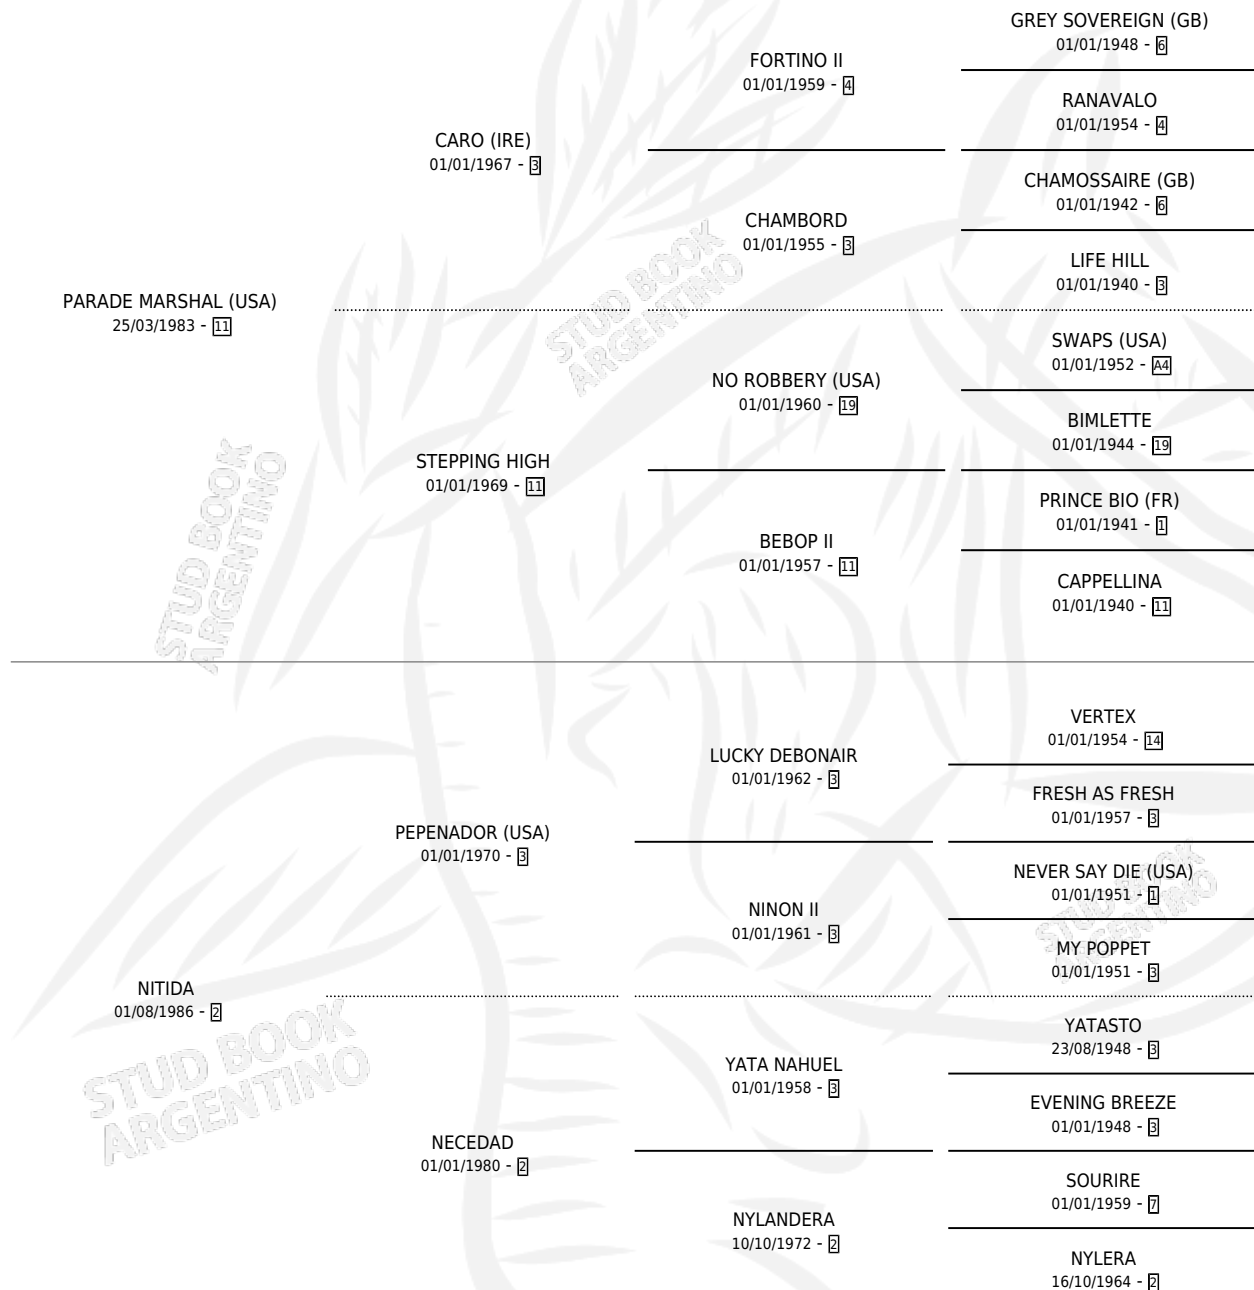 GREY SOVEREIGN (GB)
01/01/1948 - 6
FORTINO II
01/01/1959 - 4
RANAVALO
01/01/1954 - 4
CARO (IRE)
01/01/1967 - 3
CHAMOSSAIRE (GB)
01/01/1942 - 6
CHAMBORD
01/01/1955 - 3
LIFE HILL
01/01/1940 - 3
PARADE MARSHAL (USA)
25/03/1983 - 11
SWAPS (USA)
01/01/1952 - A4
NO ROBBERY (USA)
01/01/1960 - 19
BIMLETTE
01/01/1944 - 19
STEPPING HIGH
01/01/1969 - 11
PRINCE BIO (FR)
01/01/1941 - 1
BEBOP II
01/01/1957 - 11
CAPPELLINA
01/01/1940 - 11
VERTEX
01/01/1954 - 14
LUCKY DEBONAIR
01/01/1962 - 3
FRESH AS FRESH
01/01/1957 - 3
PEPENADOR (USA)
01/01/1970 - 3
NEVER SAY DIE (USA)
01/01/1951 - 1
NINON II
01/01/1961 - 3
MY POPPET
01/01/1951 - 3
NITIDA
01/08/1986 - 2
YATASTO
23/08/1948 - 3
YATA NAHUEL
01/01/1958 - 3
EVENING BREEZE
01/01/1948 - 3
NECEDAD
01/01/1980 - 2
SOURIRE
01/01/1959 - 7
NYLANDERA
10/10/1972 - 2
NYLERA
16/10/1964 - 2
STUD BOOK
ARGENTINO
STUD BOOK
ARGENTINO
STUD BOOK
ARGENTINO
STUD BOOK
ARGENTINO